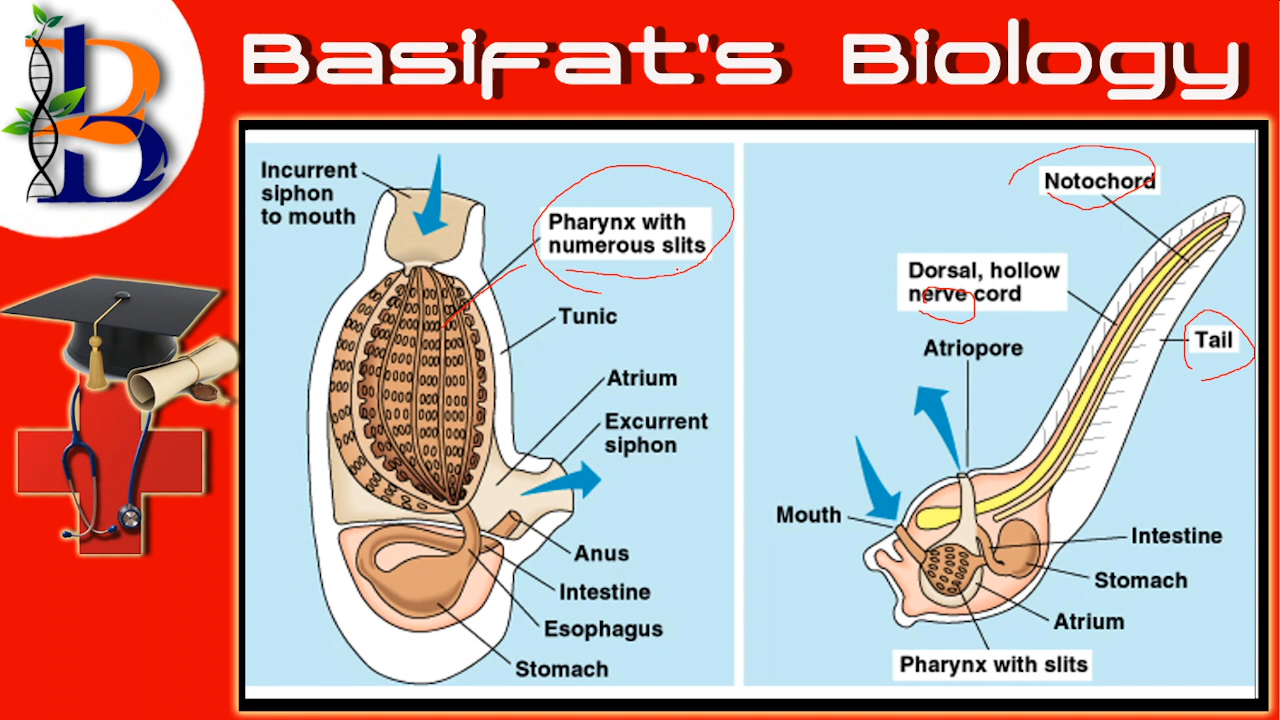 Basifat's Biology
Incurrent
siphon
to mouth
Pharynx with
numerous slits
Tunic
Atrium
Excurrent
siphon
Anus
Intestine
Esophagus
Stomach
Notochord
Dorsal, hollow
nerve cord
Tail
Atriopore
Mouth
Intestine
Stomach
Atrium
Pharynx with slits